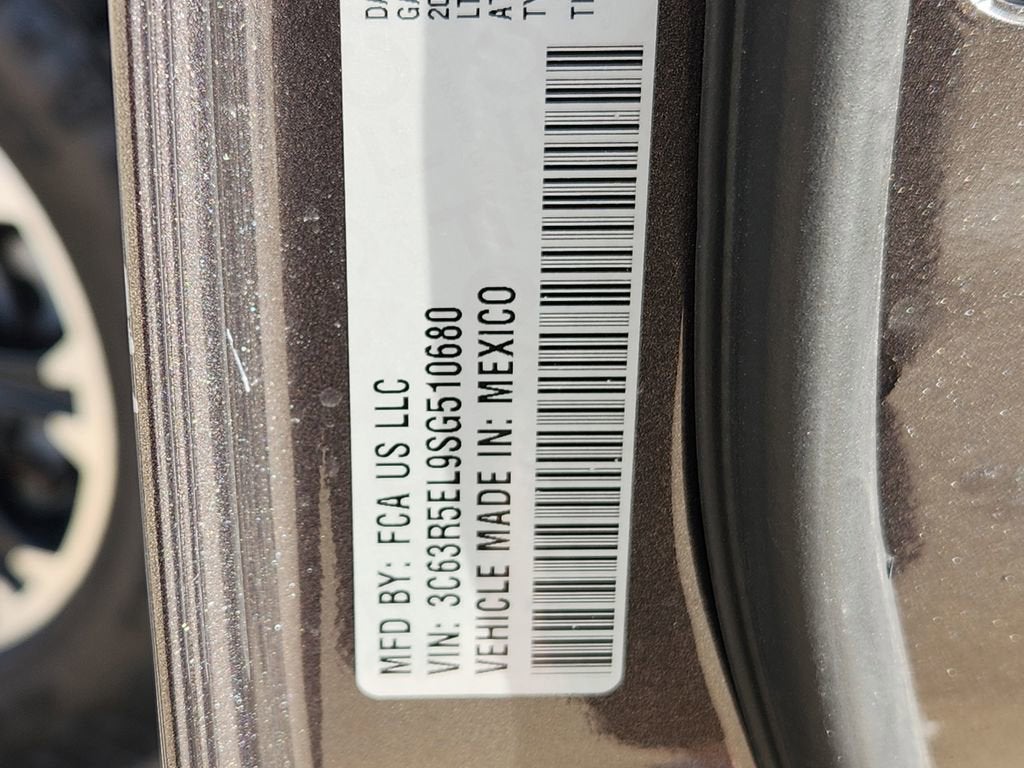 MFD BY: FCA US LLC
VIN: 3C63R5EL9SG510680
VEHICLE MADE IN: MEXICO